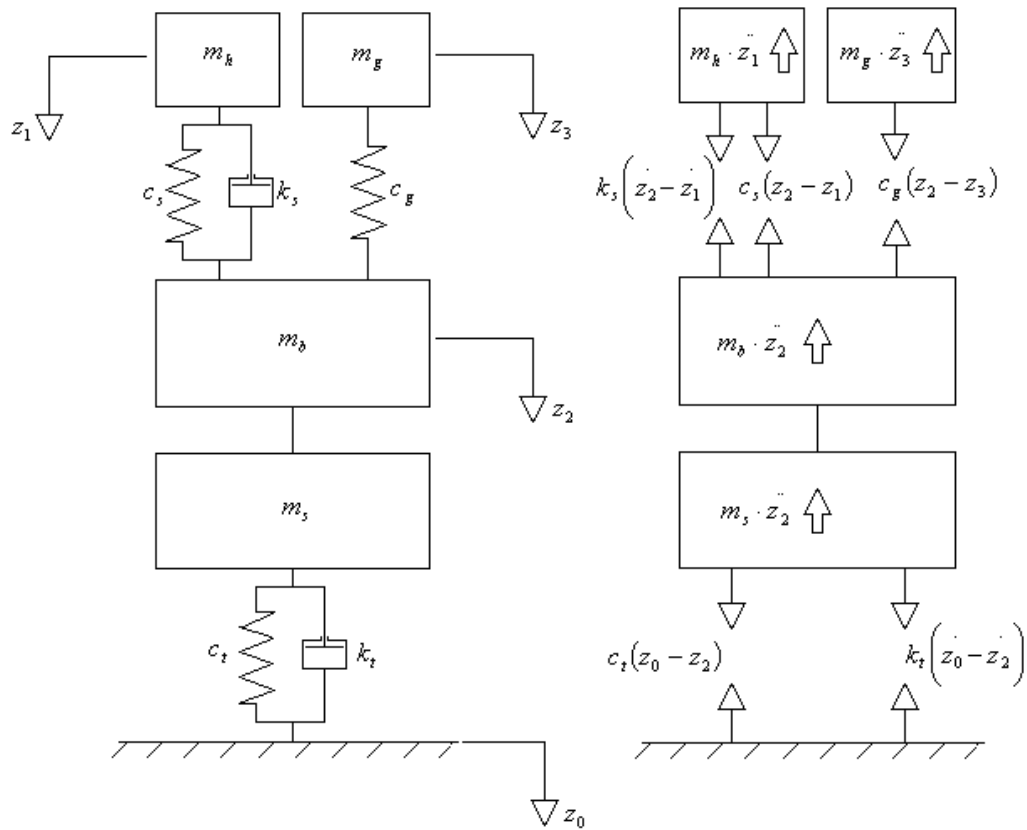 m_h
m_g
z_1
z_3
c_s
k_s
c_g
m_b
z_2
m_s
c_t
k_t
z_0
m_h · z̈_1
m_g · z̈_3
k_s(ż_2 − ż_1)
c_s(z_2 − z_1)
c_g(z_2 − z_3)
m_b · z̈_2
m_s · z̈_2
c_t(z_0 − z_2)
k_t(ż_0 − ż_2)